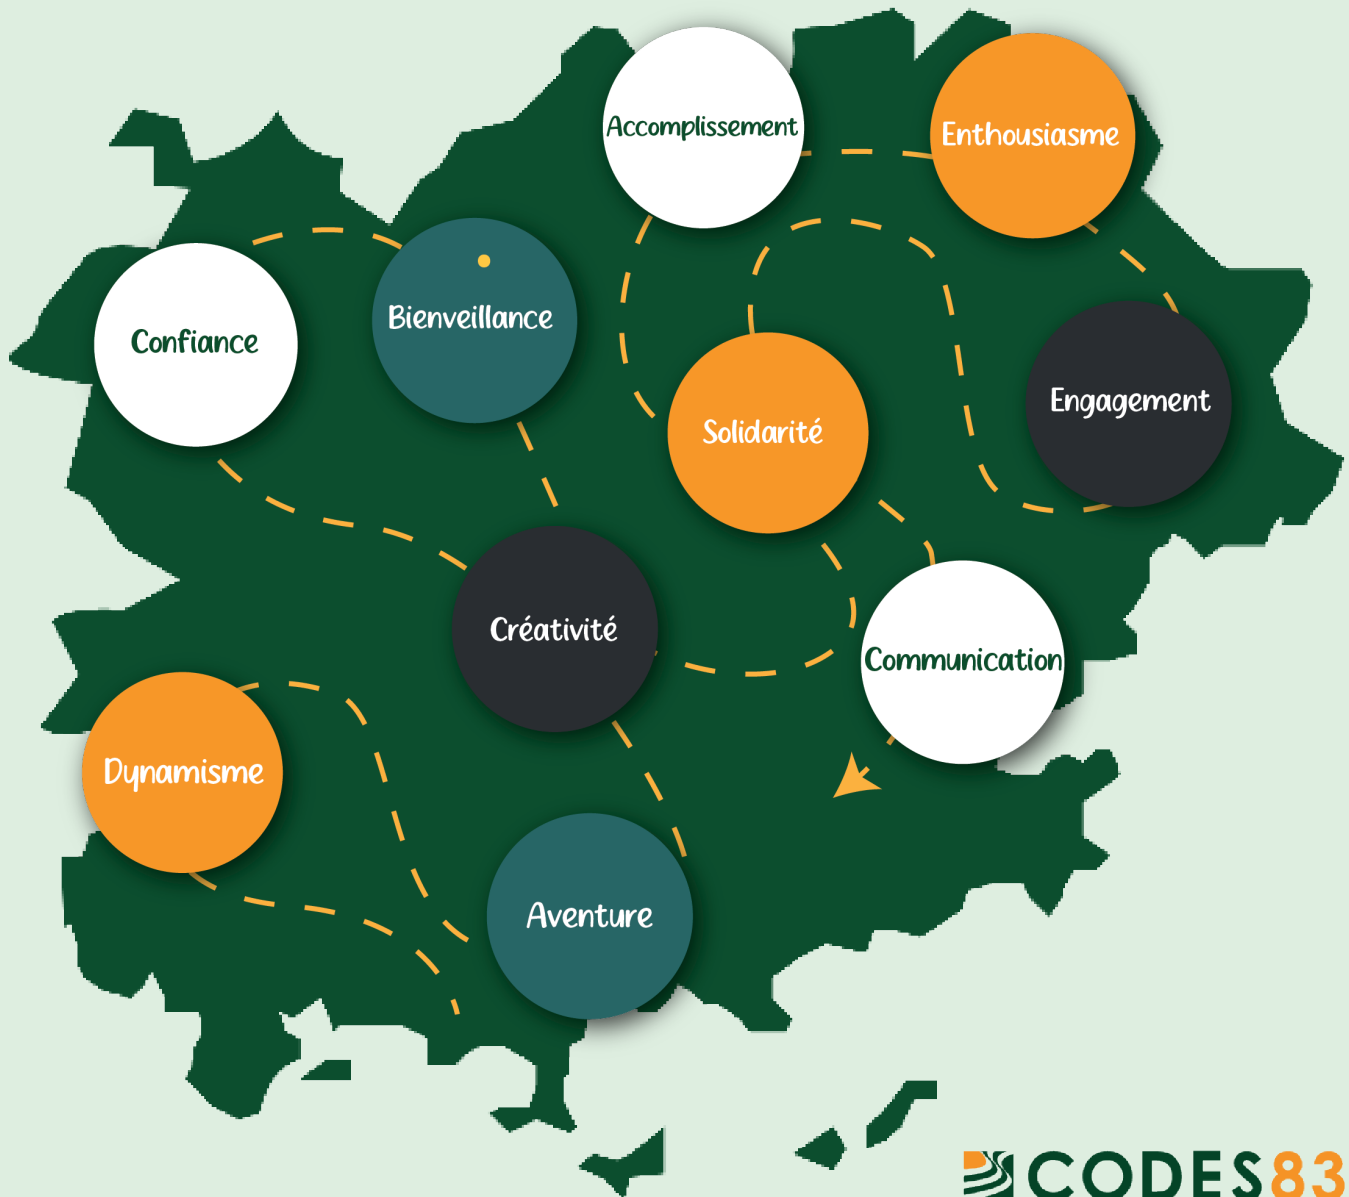 Accomplissement
Enthousiasme
Bienveillance
Confiance
Engagement
Solidarité
Créativité
Communication
Dynamisme
Aventure
CODES83